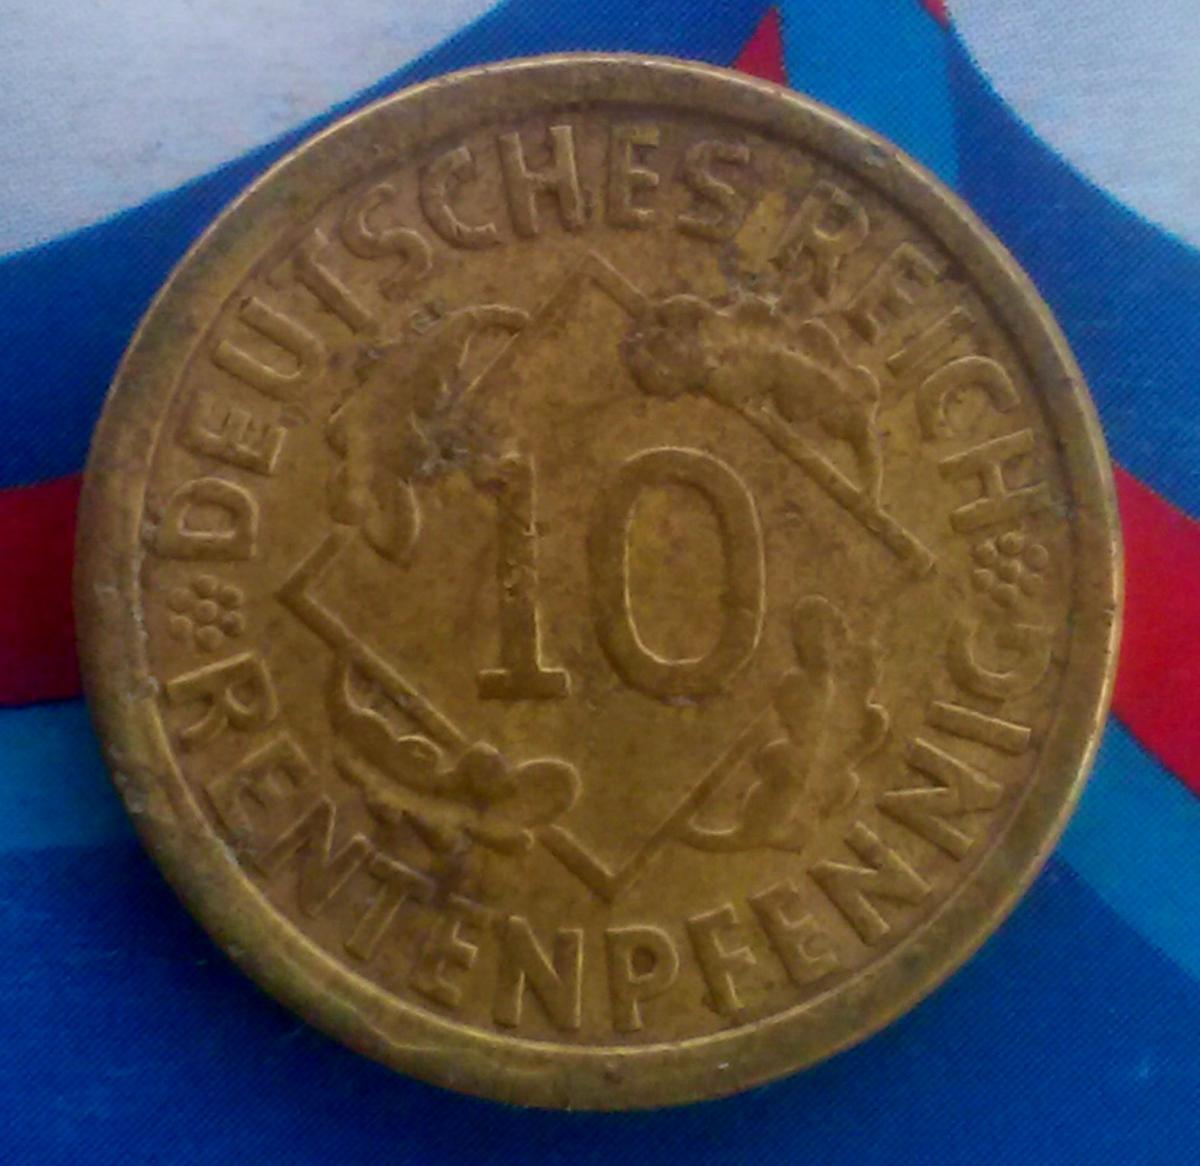 DEUTSCHES REICH
10
RENTENPFENNIG